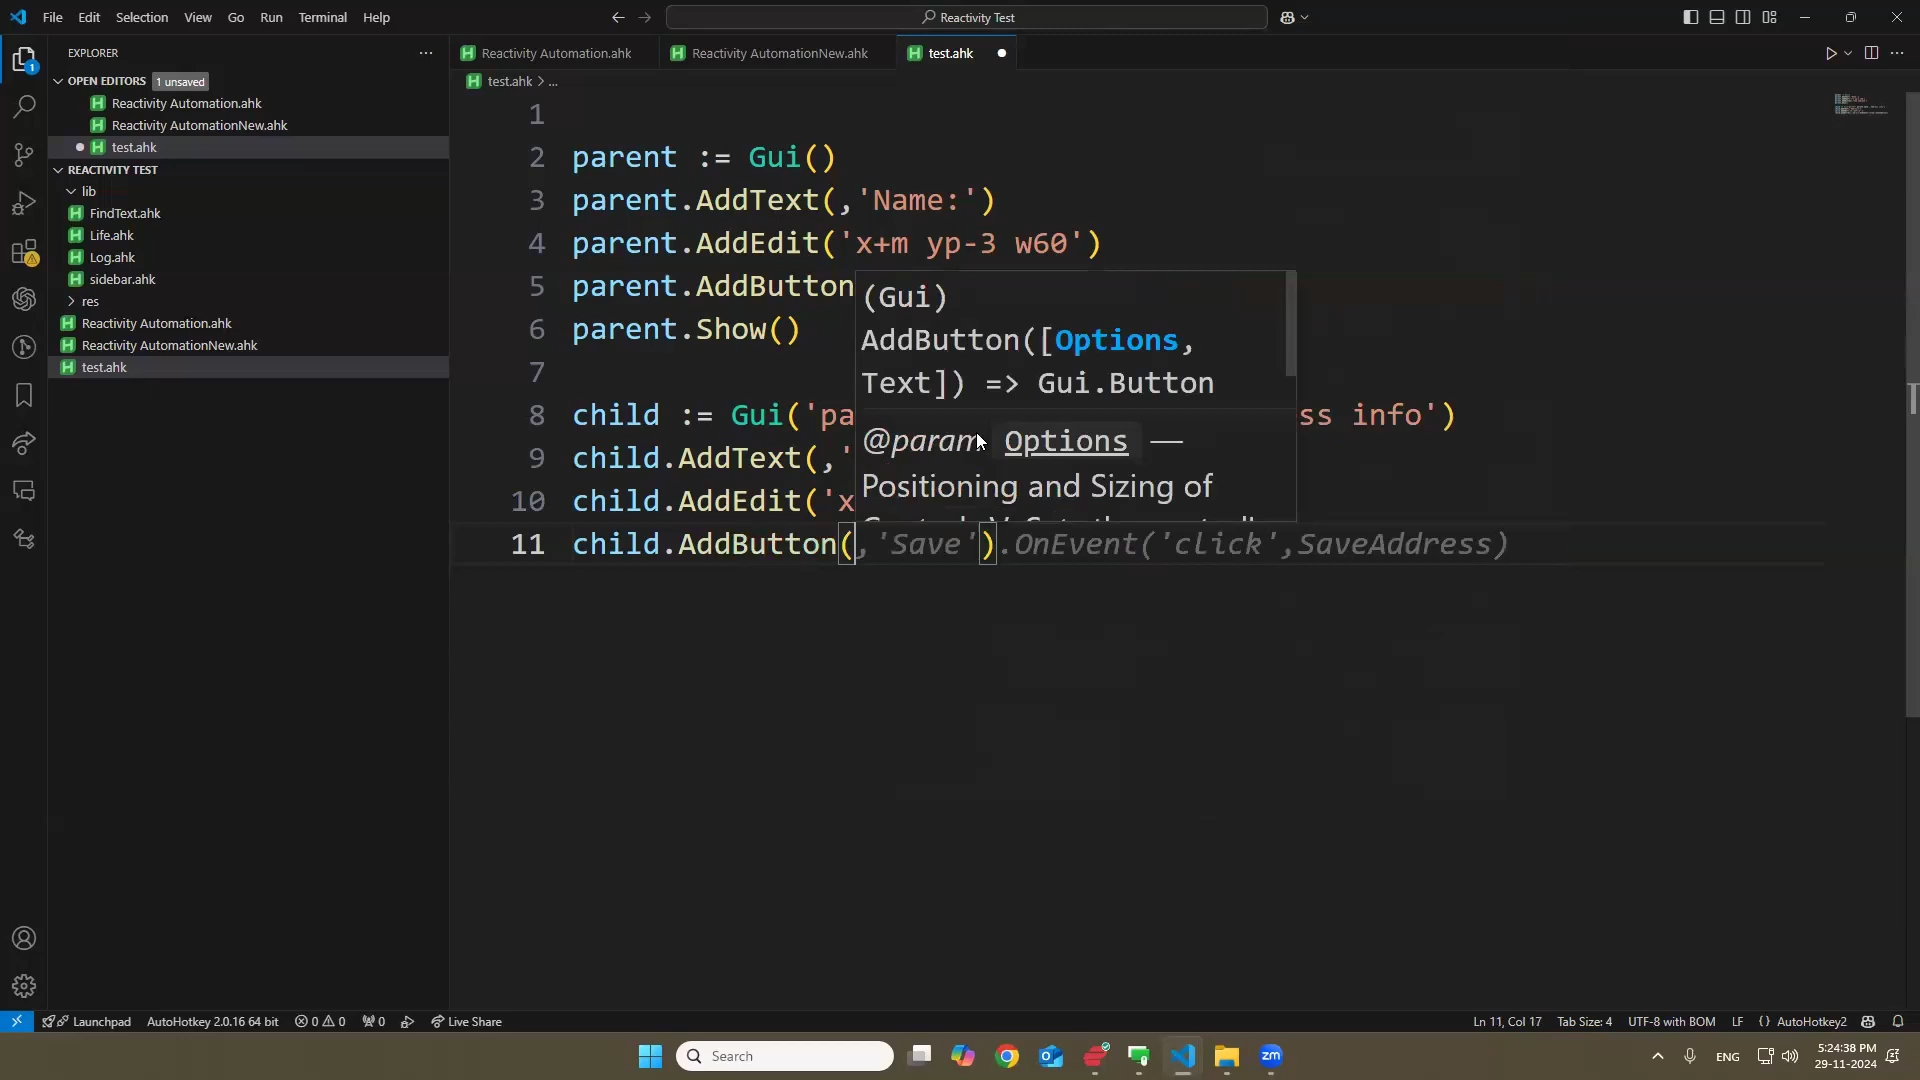 File Edit Selection View Go Run Terminal Help
Reactivity Test
EXPLORER
OPEN EDITORS 1 unsaved
Reactivity Automation.ahk
Reactivity AutomationNew.ahk
test.ahk
REACTIVITY TEST
lib
FindText.ahk
Life.ahk
Log.ahk
sidebar.ahk
res
Reactivity Automation.ahk
Reactivity AutomationNew.ahk
test.ahk
Reactivity Automation.ahk Reactivity AutomationNew.ahk test.ahk
test.ahk > ...
1
2 parent := Gui()
3 parent.AddText(,'Name:')
4 parent.AddEdit('x+m yp-3 w60')
5 parent.AddButton
6 parent.Show()
7
8 child := Gui('pa ss info')
9 child.AddText(,'
10 child.AddEdit('x
11 child.AddButton(,'Save').OnEvent('click',SaveAddress)
(Gui)
AddButton([Options,
Text]) => Gui.Button
@param Options —
Positioning and Sizing of
Launchpad AutoHotkey 2.0.16 64 bit 0 0 0 Live Share
Ln 11, Col 17 Tab Size: 4 UTF-8 with BOM LF {} AutoHotkey2
Search
zm
ENG
5:24:38 PM
29-11-2024